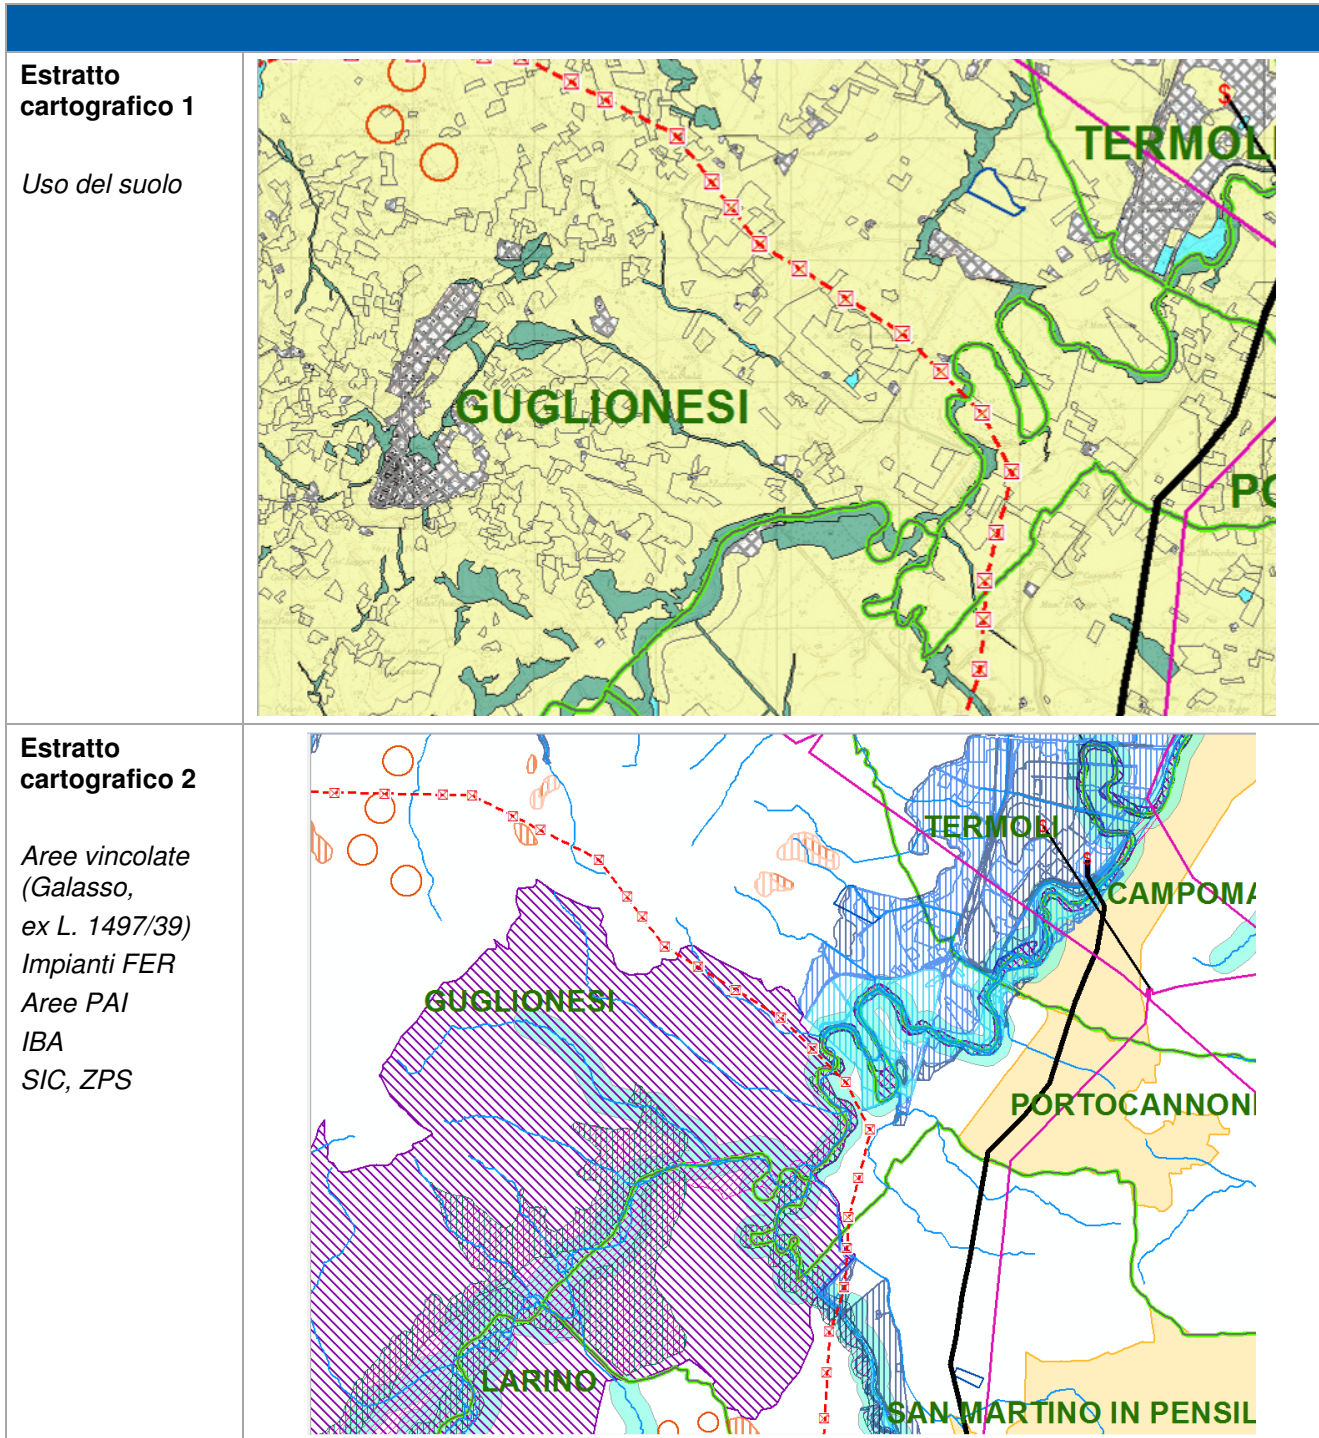 Estratto
cartografico 1
Uso del suolo
S
TERMOLI
GUGLIONESI
PO
Estratto
cartografico 2
Aree vincolate
(Galasso,
ex L. 1497/39)
Impianti FER
Aree PAI
IBA
SIC, ZPS
S
TERMOLI
S
CAMPOMA
GUGLIONESI
PORTOCANNONI
LARINO
SAN MARTINO IN PENSIL